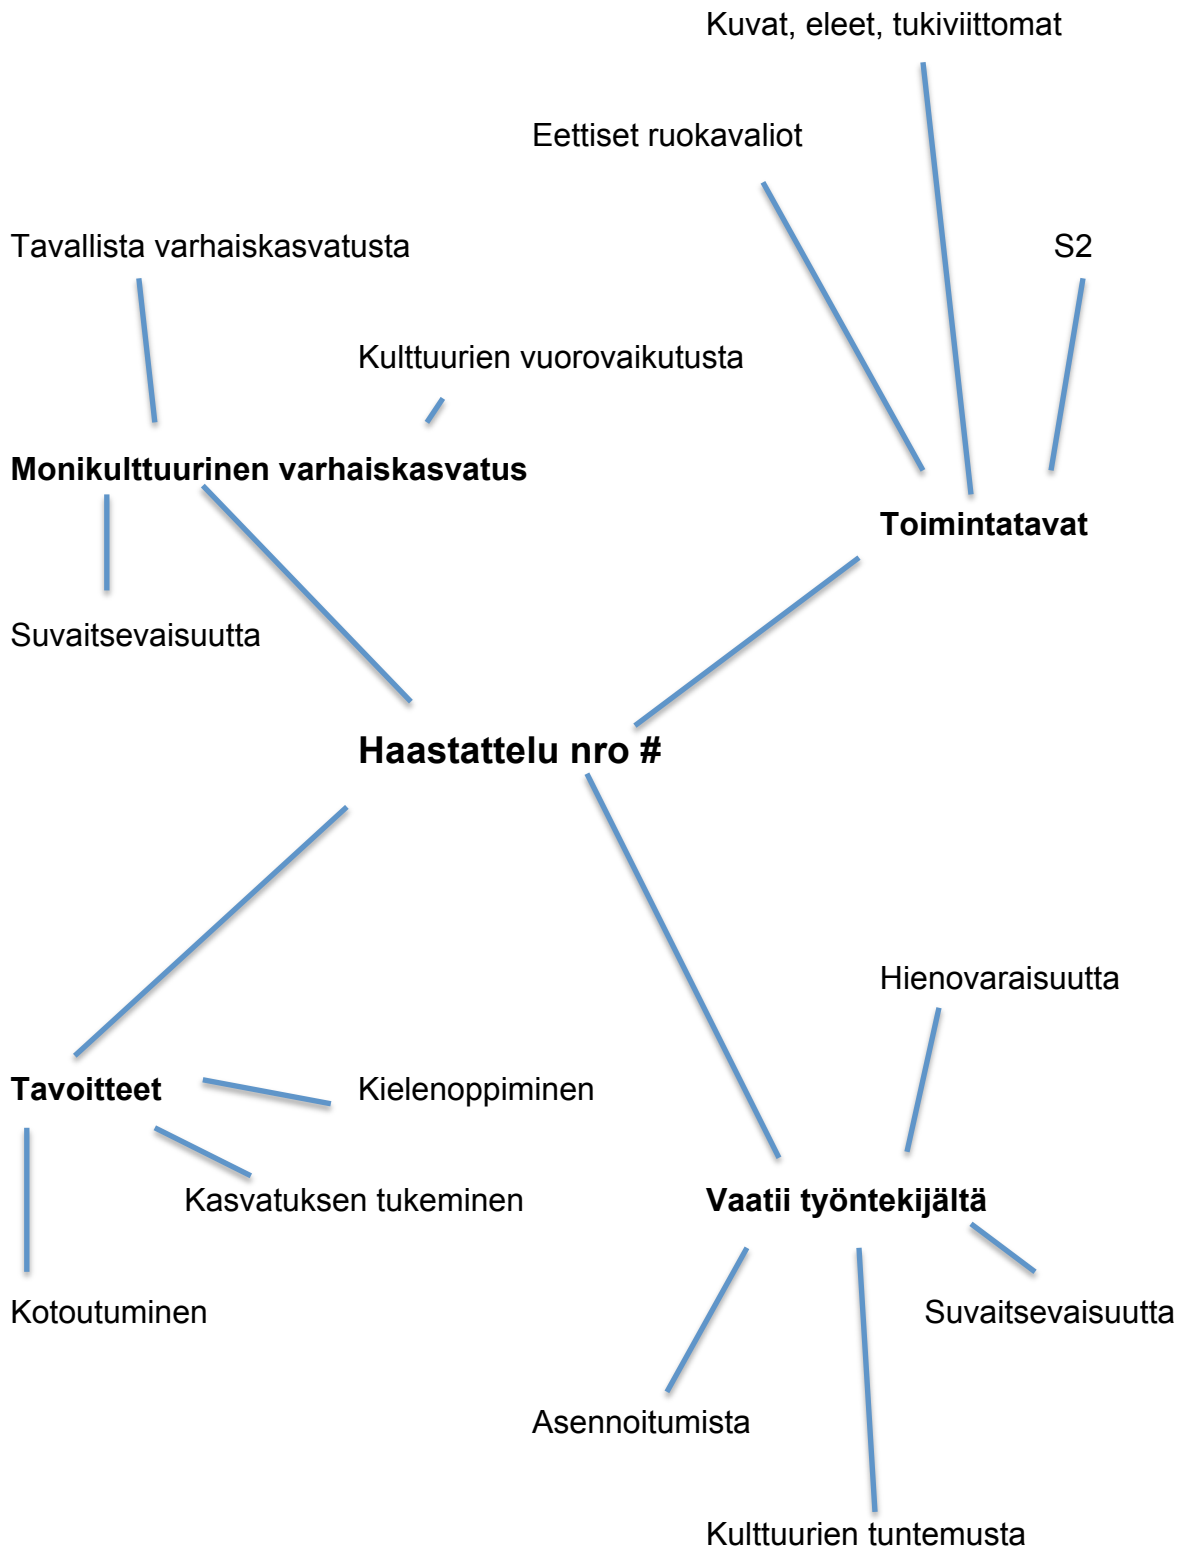 Kuvat, eleet, tukiviittomat
Eettiset ruokavaliot
Tavallista varhaiskasvatusta
S2
Kulttuurien vuorovaikutusta
Monikulttuurinen varhaiskasvatus
Toimintatavat
Suvaitsevaisuutta
Haastattelu nro #
Hienovaraisuutta
Tavoitteet
Kielenoppiminen
Kasvatuksen tukeminen
Vaatii työntekijältä
Kotoutuminen
Suvaitsevaisuutta
Asennoitumista
Kulttuurien tuntemusta